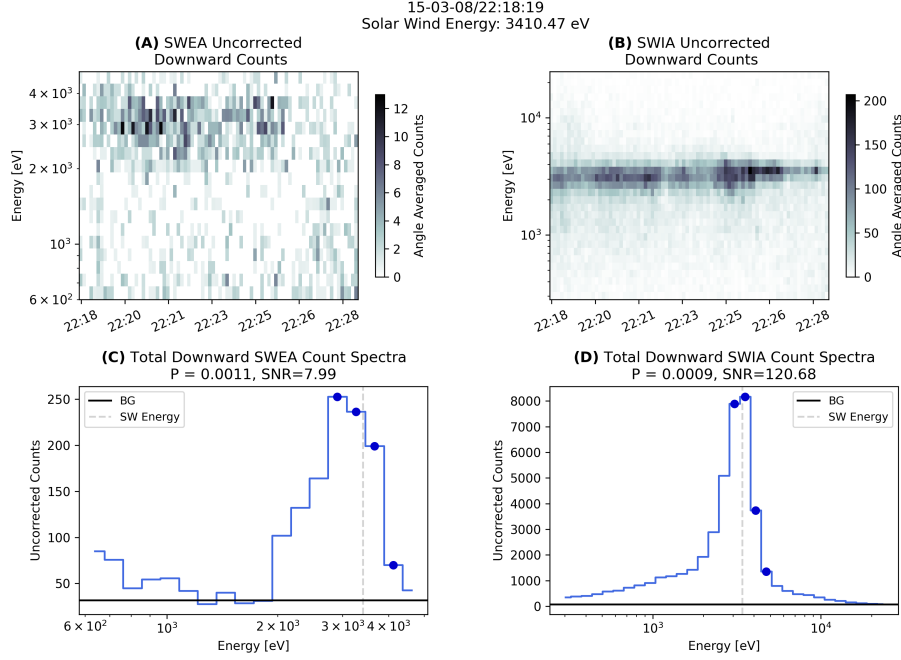 15-03-08/22:18:19
Solar Wind Energy: 3410.47 eV
(A) SWEA Uncorrected
Downward Counts
4 × 10³
3 × 10³
2 × 10³
10³
6 × 10²
Energy [eV]
22:18
22:20
22:21
22:23
22:25
22:26
22:28
12
10
8
6
4
2
0
Angle Averaged Counts
(B) SWIA Uncorrected
Downward Counts
10⁴
10³
Energy [eV]
22:18
22:20
22:21
22:23
22:25
22:26
22:28
200
150
100
50
0
Angle Averaged Counts
(C) Total Downward SWEA Count Spectra
P = 0.0011, SNR=7.99
250
200
150
100
50
Uncorrected Counts
BG
SW Energy
6 × 10²
10³
2 × 10³
3 × 10³
4 × 10³
Energy [eV]
(D) Total Downward SWIA Count Spectra
P = 0.0009, SNR=120.68
8000
7000
6000
5000
4000
3000
2000
1000
0
Uncorrected Counts
BG
SW Energy
10³
10⁴
Energy [eV]